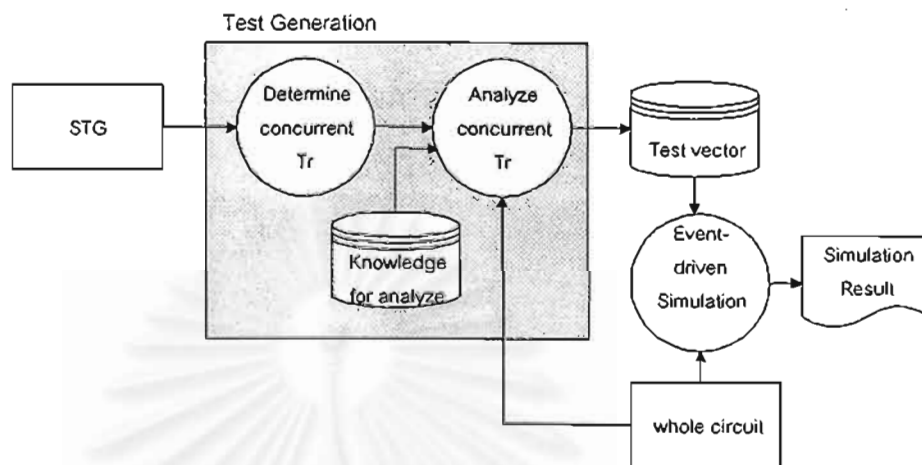 Test Generation
STG
Determine
concurrent
Tr
Analyze
concurrent
Tr
Knowledge
for analyze
Test vector
Event-
driven
Simulation
Simulation
Result
whole circuit